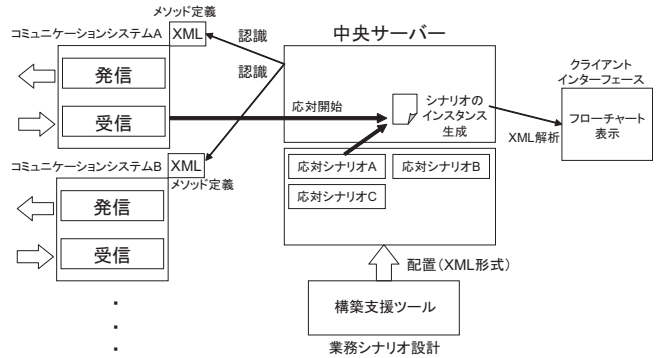 メソッド定義
コミュニケーションシステムA
XML
発信
受信
認識
認識
中央サーバー
応対開始
シナリオの
インスタンス
生成
クライアント
インターフェース
フローチャート
表示
XML解析
コミュニケーションシステムB
XML
メソッド定義
発信
受信
応対シナリオA
応対シナリオB
応対シナリオC
配置(XML形式)
構築支援ツール
業務シナリオ設計